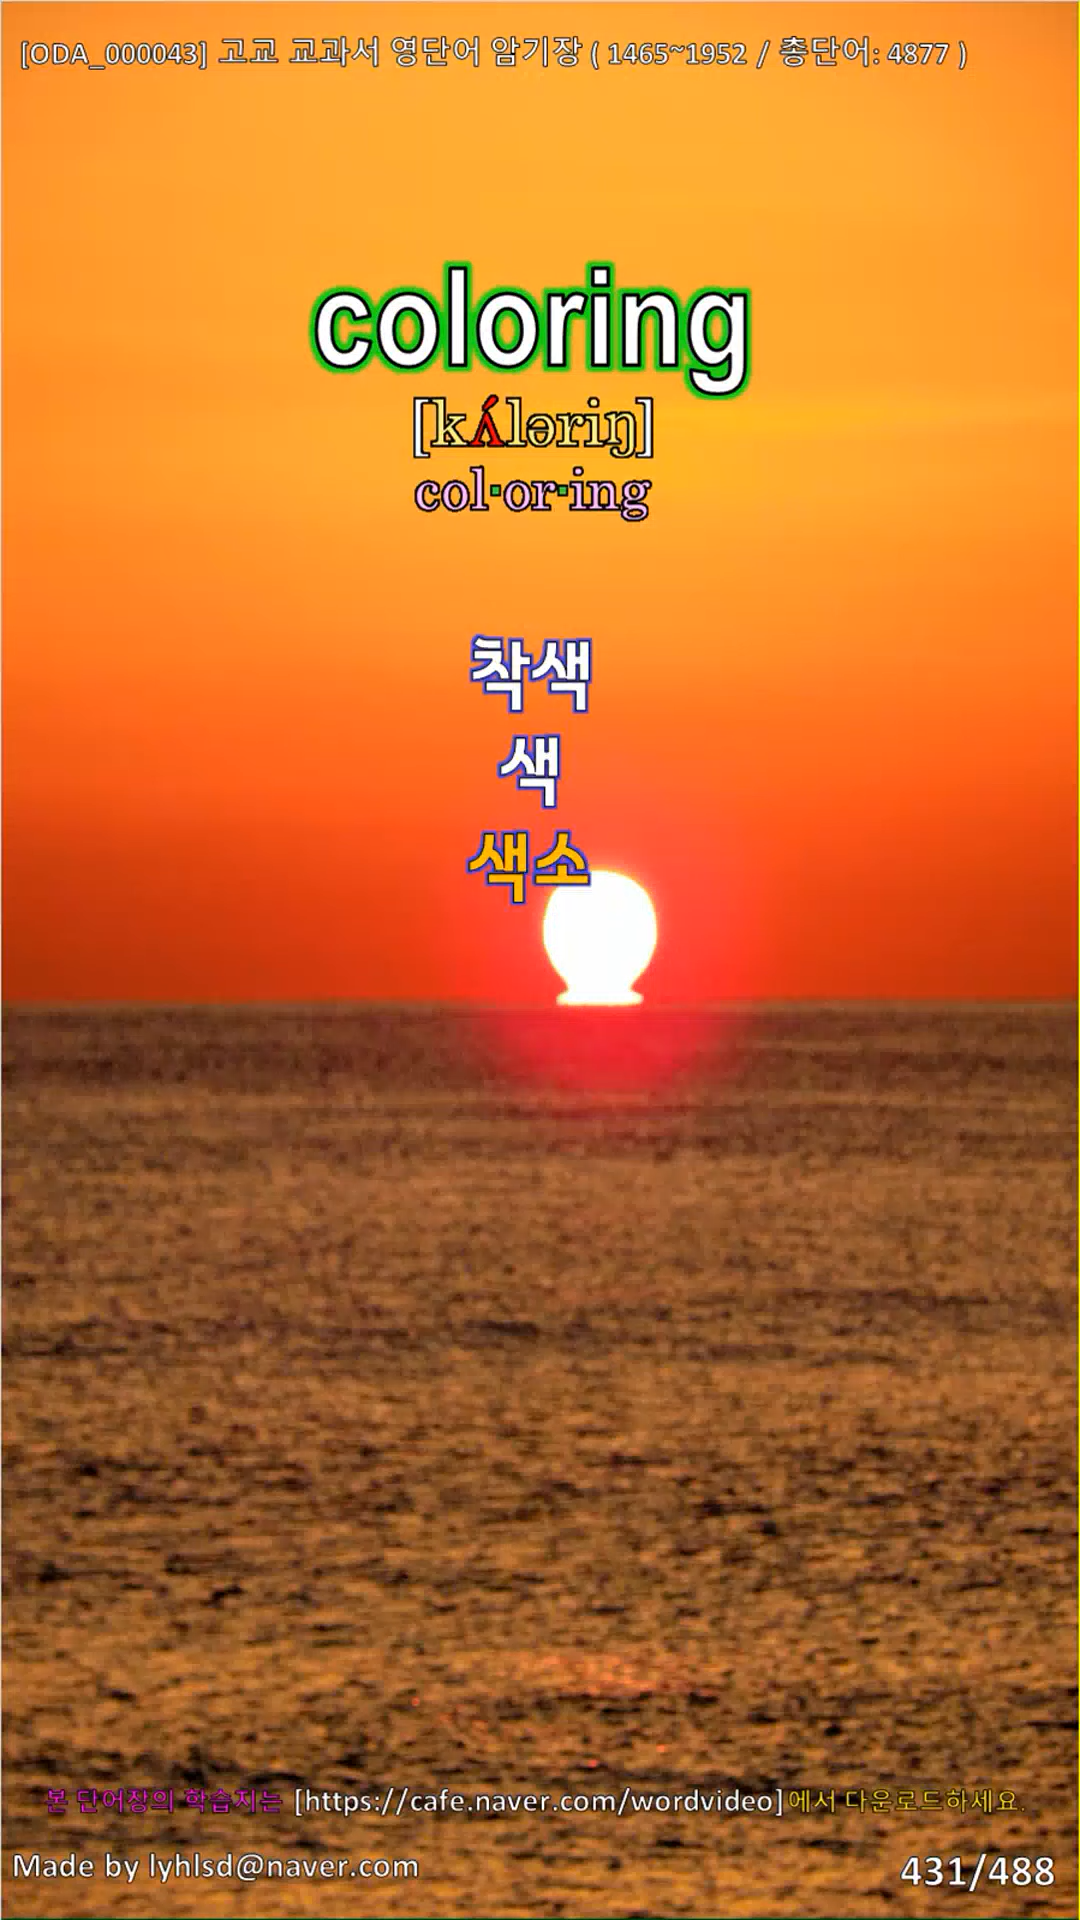 [ODA_000043] 고교 교과서 영단어 암기장 ( 1465~1952 / 총단어: 4877 )
coloring
[kʌ́ləriŋ]
col·or·ing
착색
색
색소
본 단어장의 학습지는 [https://cafe.naver.com/wordvideo]에서 다운로드하세요.
Made by lyhlsd@naver.com
431/488